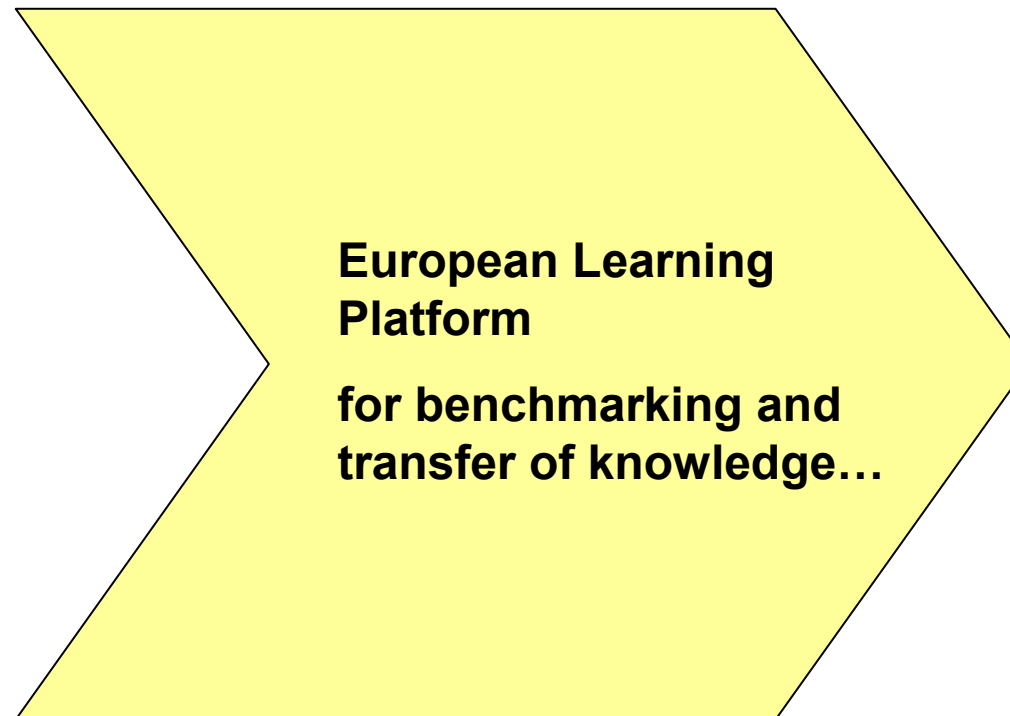 European Learning
Platform
for benchmarking and
transfer of knowledge…